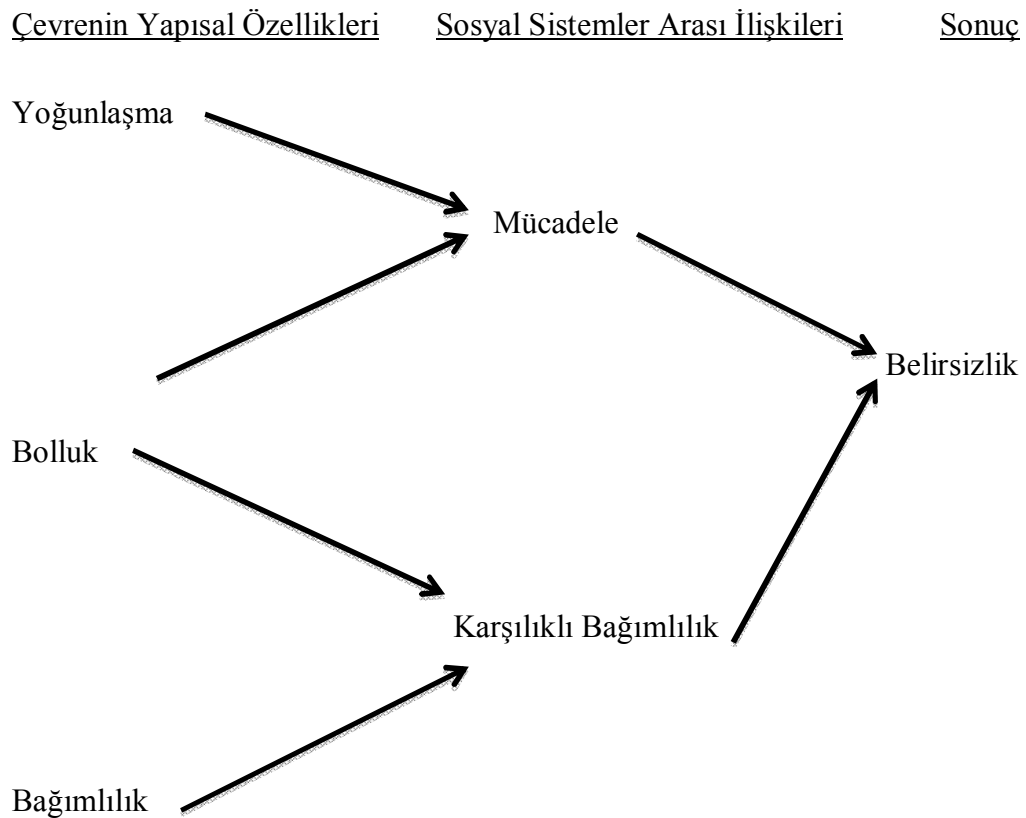 Çevrenin Yapısal Özellikleri Sosyal Sistemler Arası İlişkileri Sonuç
Yoğunlaşma
Mücadele
Belirsizlik
Bolluk
Karşılıklı Bağımlılık
Bağımlılık